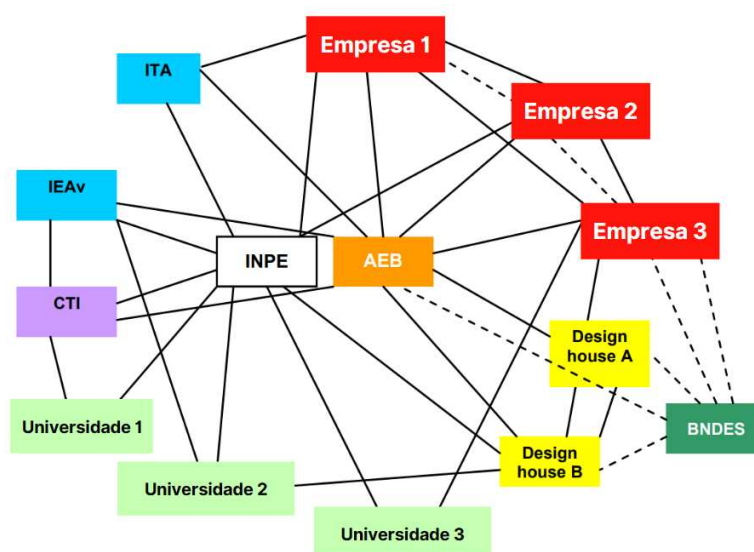 Empresa 1
ITA
Empresa 2
IEAv
Empresa 3
INPE
AEB
CTI
Design
house A
Universidade 1
BNDES
Design
house B
Universidade 2
Universidade 3